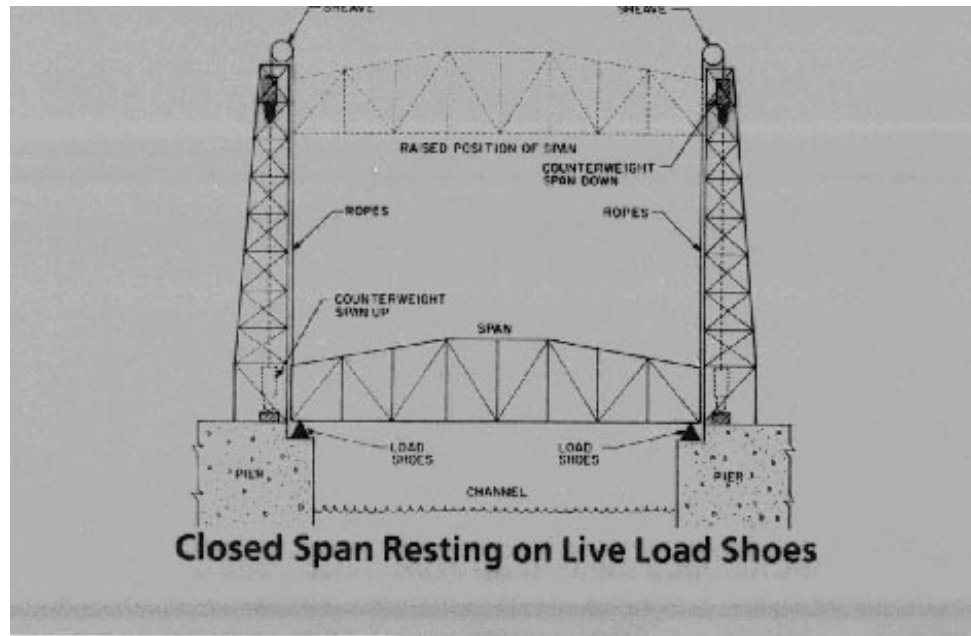 SHEAVE
SHEAVE
RAISED POSITION OF SPAN
COUNTERWEIGHT
SPAN DOWN
ROPES
ROPES
COUNTERWEIGHT
SPAN UP
SPAN
LOAD
SHOES
LOAD
SHOES
PIER
PIER
CHANNEL
Closed Span Resting on Live Load Shoes